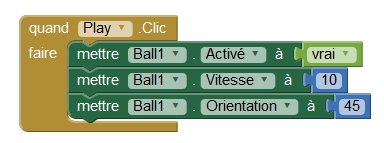 quand Play .Clic
faire mettre Ball1 . Activé à vrai
mettre Ball1 . Vitesse à 10
mettre Ball1 . Orientation à 45